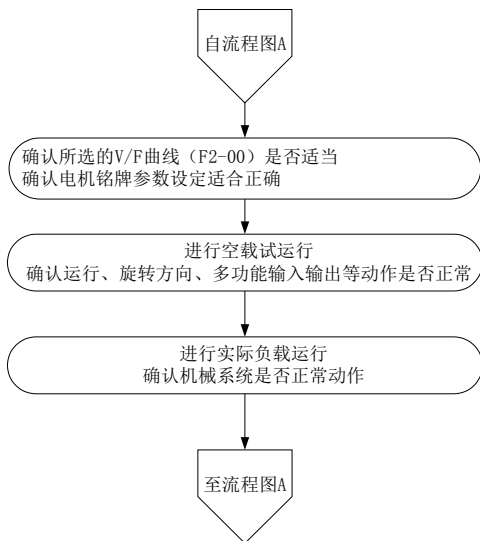 自流程图A
确认所选的V/F曲线（F2-00）是否适当
确认电机铭牌参数设定适合正确
进行空载试运行
确认运行、旋转方向、多功能输入输出等动作是否正常
进行实际负载运行
确认机械系统是否正常动作
至流程图A